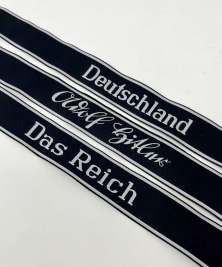 Deutschland
Adolf Hitler
Das Reich